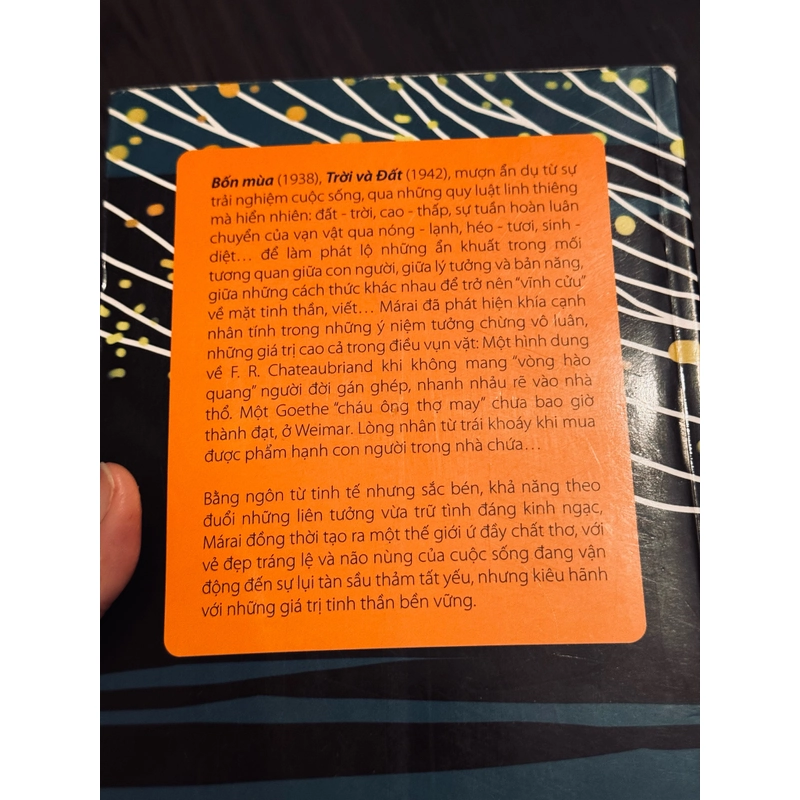 Bốn mùa (1938), Trời và Đất (1942), mượn ẩn dụ từ sự
trải nghiệm cuộc sống, qua những quy luật linh thiêng
mà hiển nhiên: đất - trời, cao - thấp, sự tuần hoàn luân
chuyển của vạn vật qua nóng - lạnh, héo - tươi, sinh -
diệt... để làm phát lộ những ẩn khuất trong mối
tương quan giữa con người, giữa lý tưởng và bản năng,
giữa những cách thức khác nhau để trở nên "vĩnh cửu"
về mặt tinh thần, viết... Márai đã phát hiện khía cạnh
nhân tính trong những ý niệm tưởng chừng vô luân,
những giá trị cao cả trong điều vụn vặt: Một hình dung
về F. R. Chateaubriand khi không mang "vòng hào
quang" người đời gán ghép, nhanh nhảu rẽ vào nhà
thổ. Một Goethe "cháu ông thợ may" chưa bao giờ
thành đạt, ở Weimar. Lòng nhân từ trái khoáy khi mua
được phẩm hạnh con người trong nhà chứa...
Bằng ngôn từ tinh tế nhưng sắc bén, khả năng theo
đuổi những liên tưởng vừa trữ tình đáng kinh ngạc,
Márai đồng thời tạo ra một thế giới ứ đầy chất thơ, với
vẻ đẹp tráng lệ và não nùng của cuộc sống đang vận
động đến sự lụi tàn sầu thảm tất yếu, nhưng kiêu hãnh
với những giá trị tinh thần bền vững.